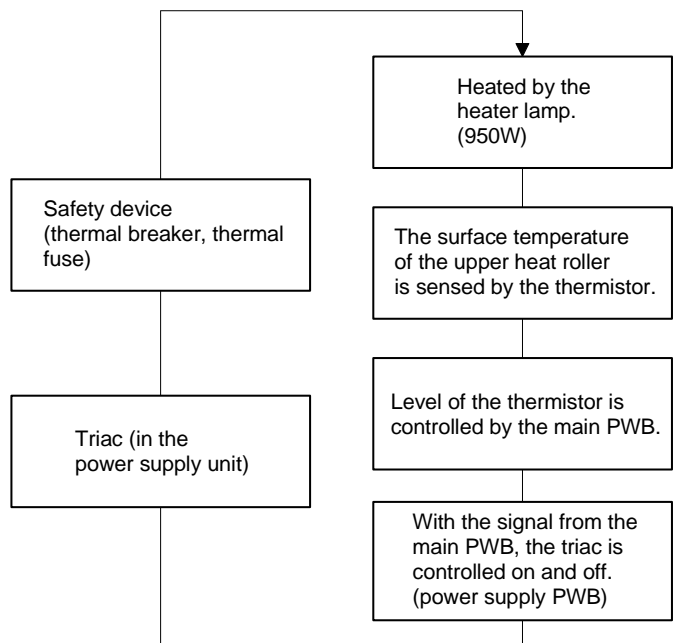 Heated by the
heater lamp.
(950W)
Safety device
(thermal breaker, thermal
fuse)
The surface temperature
of the upper heat roller
is sensed by the thermistor.
Triac (in the
power supply unit)
Level of the thermistor is
controlled by the main PWB.
With the signal from the
main PWB, the triac is
controlled on and off.
(power supply PWB)